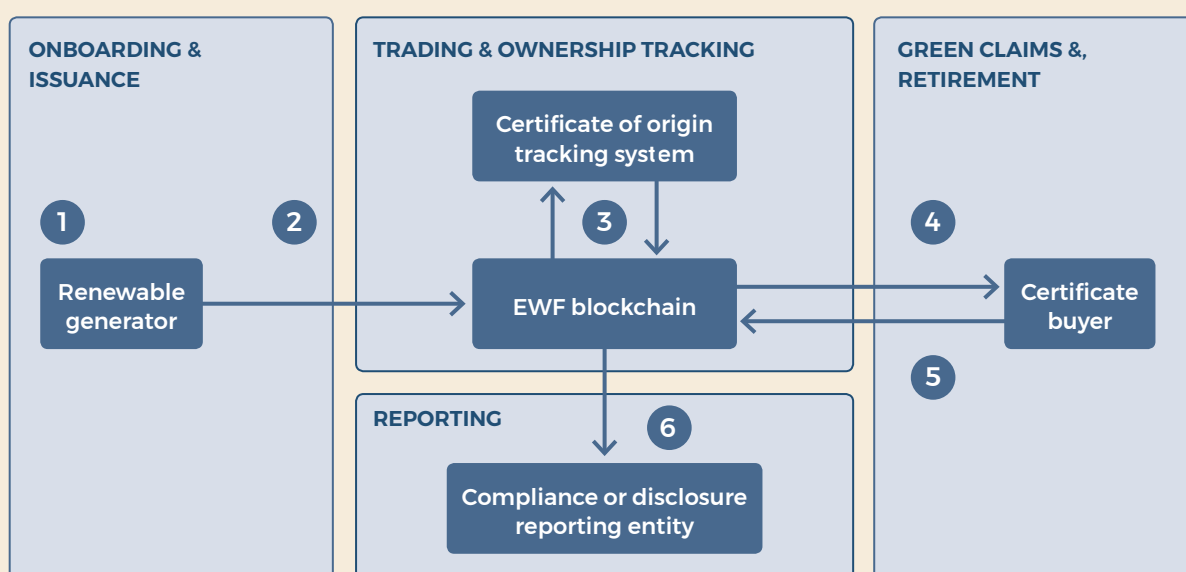 ONBOARDING &
ISSUANCE
1
2
Renewable
generator
TRADING & OWNERSHIP TRACKING
Certificate of origin
tracking system
3
EWF blockchain
GREEN CLAIMS &,
RETIREMENT
4
Certificate
buyer
5
REPORTING
6
Compliance or disclosure
reporting entity